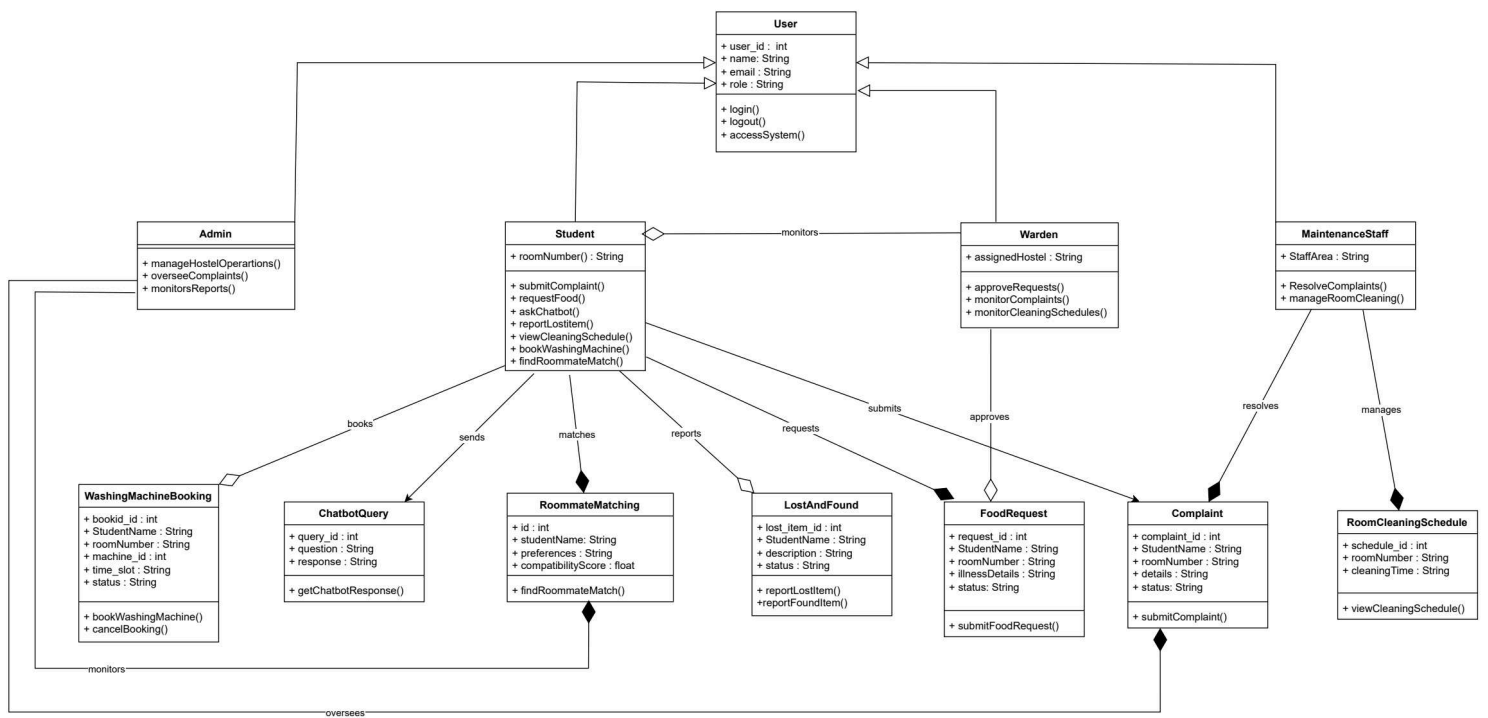 User
+ user_id : int
+ name: String
+ email : String
+ role : String
+ login()
+ logout()
+ accessSystem()
Admin
+ manageHostelOperartions()
+ overseeComplaints()
+ monitorsReports()
Student
+ roomNumber() : String
+ submitComplaint()
+ requestFood()
+ askChatbot()
+ reportLostitem()
+ viewCleaningSchedule()
+ bookWashingMachine()
+ findRoommateMatch()
monitors
Warden
+ assignedHostel : String
+ approveRequests()
+ monitorComplaints()
+ monitorCleaningSchedules()
MaintenanceStaff
+ StaffArea : String
+ ResolveComplaints()
+ manageRoomCleaning()
books
sends
matches
reports
requests
submits
approves
resolves
manages
WashingMachineBooking
+ bookid_id : int
+ StudentName : String
+ roomNumber : String
+ machine_id : int
+ time_slot : String
+ status : String
+ bookWashingMachine()
+ cancelBooking()
ChatbotQuery
+ query_id : int
+ question : String
+ response : String
+ getChatbotResponse()
RoommateMatching
+ id : int
+ studentName: String
+ preferences : String
+ compatibilityScore : float
+ findRoommateMatch()
LostAndFound
+ lost_item_id : int
+ StudentName : String
+ description : String
+ status : String
+ reportLostItem()
+reportFoundItem()
FoodRequest
+ request_id : int
+ StudentName : String
+ roomNumber : String
+ illnessDetails : String
+ status: String
+ submitFoodRequest()
Complaint
+ complaint_id : int
+ StudentName : String
+ roomNumber : String
+ details : String
+ status: String
+ submitComplaint()
RoomCleaningSchedule
+ schedule_id : int
+ roomNumber : String
+ cleaningTime : String
+ viewCleaningSchedule()
monitors
oversees